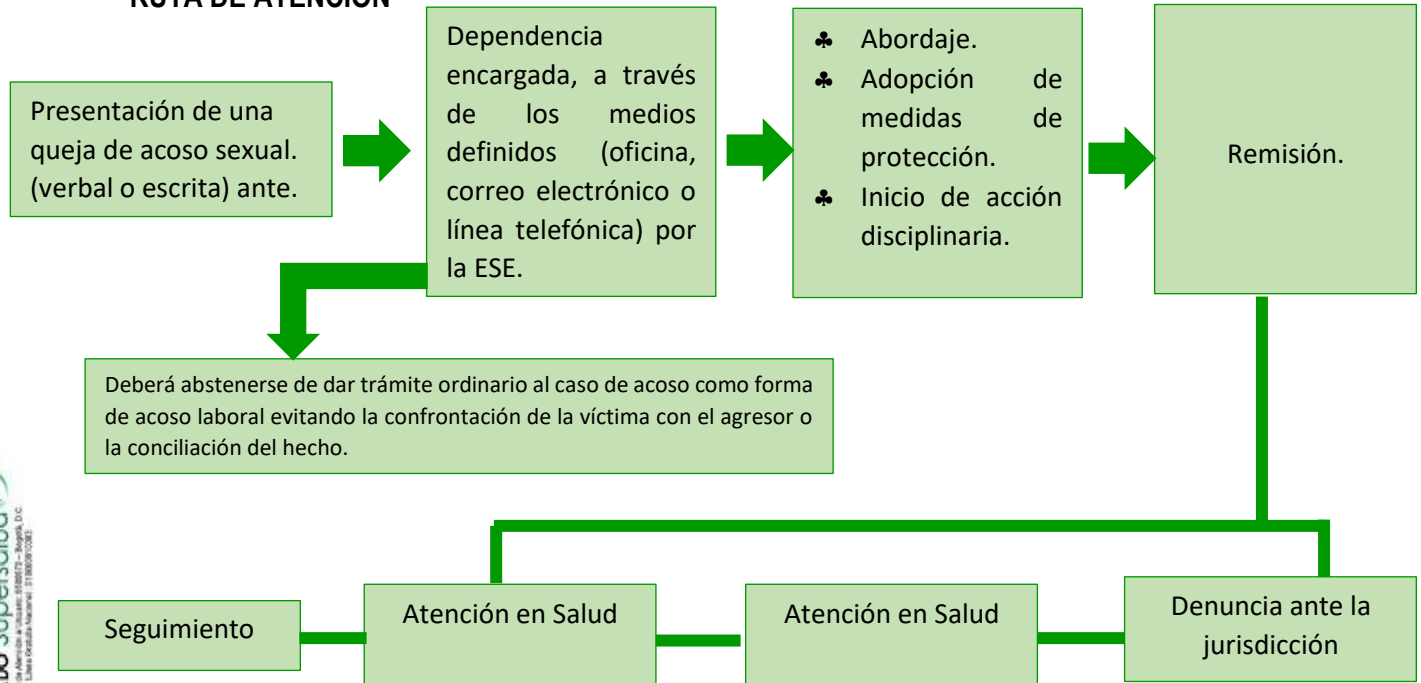 RUTA DE ATENCIÓN
Presentación de una
queja de acoso sexual.
(verbal o escrita) ante.
Dependencia
encargada, a través
de los medios
definidos (oficina,
correo electrónico o
línea telefónica) por
la ESE.
♣ Abordaje.
♣ Adopción de
medidas de
protección.
♣ Inicio de acción
disciplinaria.
Remisión.
Deberá abstenerse de dar trámite ordinario al caso de acoso como forma
de acoso laboral evitando la confrontación de la víctima con el agresor o
la conciliación del hecho.
Seguimiento
Atención en Salud
Atención en Salud
Denuncia ante la
jurisdicción
Supersalud